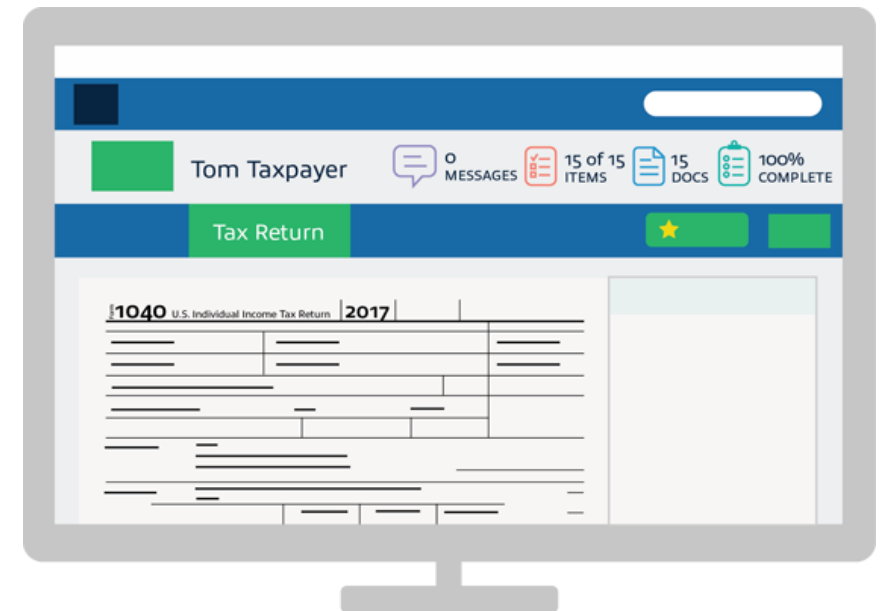 Tom Taxpayer
0
MESSAGES
15 of 15
ITEMS
15
DOCS
100%
COMPLETE
Tax Return
Form
1040 U.S. Individual Income Tax Return 2017